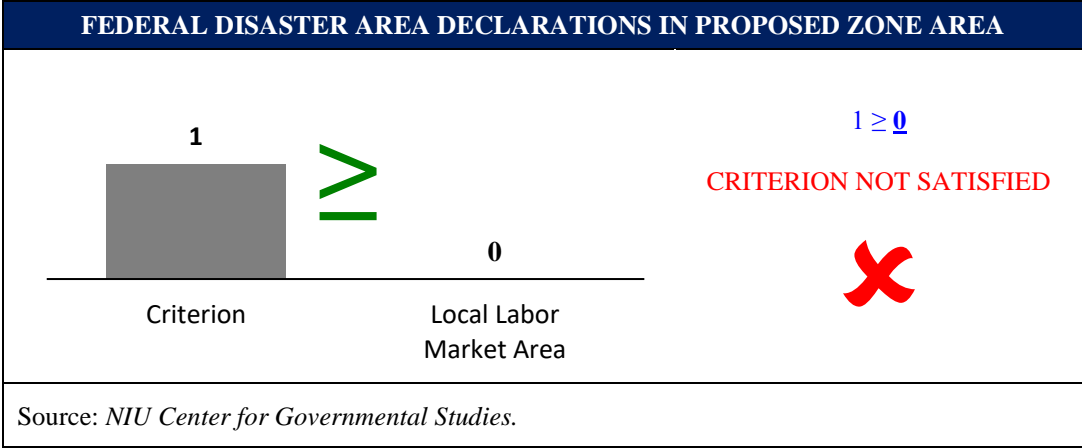 FEDERAL DISASTER AREA DECLARATIONS IN PROPOSED ZONE AREA
1
≥
0
Criterion
Local Labor
Market Area
1 ≥ 0
CRITERION NOT SATISFIED
✘
Source: NIU Center for Governmental Studies.